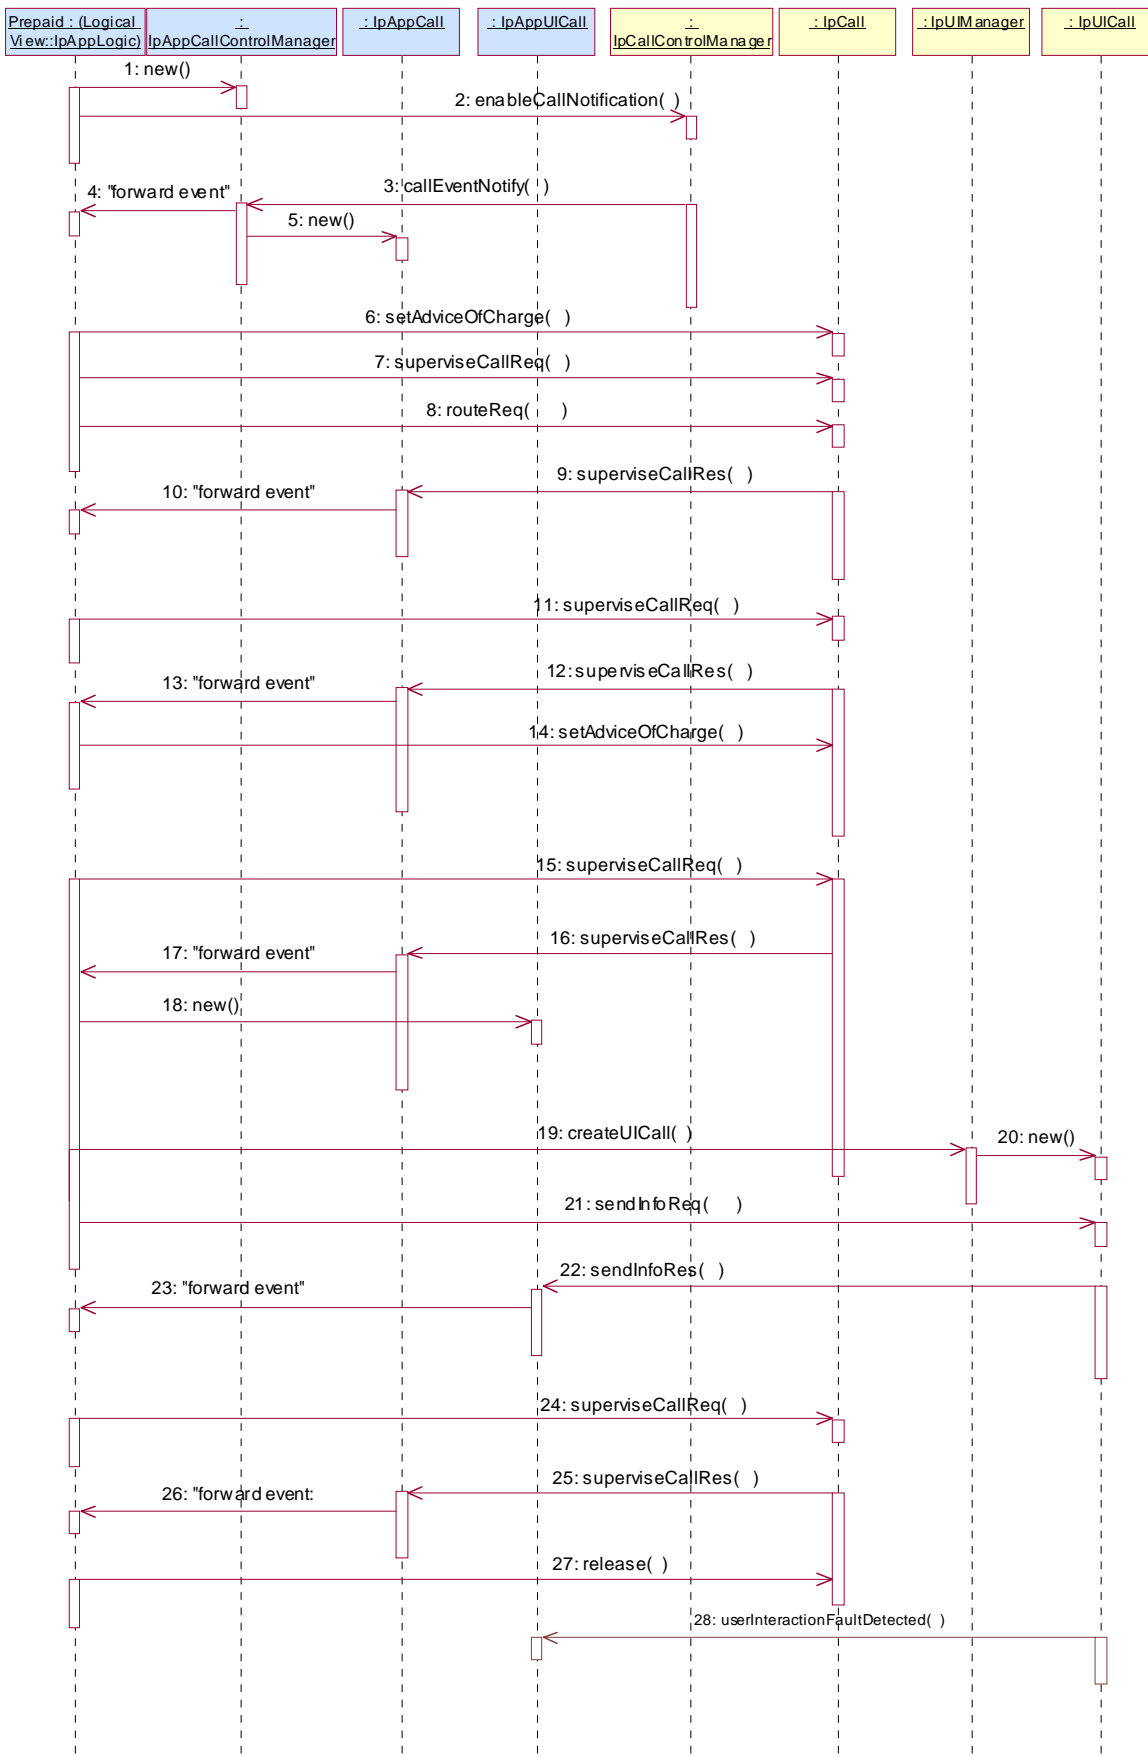 Prepaid : (Logical View::IpAppLogic)
: IpAppCallControlManager
: IpAppCall
: IpAppUICall
: IpCallControlManager
: IpCall
: IpUIManager
: IpUICall
1: new()
2: enableCallNotification( )
3: callEventNotify( )
4: "forward event"
5: new()
6: setAdviceOfCharge( )
7: superviseCallReq( )
8: routeReq( )
9: superviseCallRes( )
10: "forward event"
11: superviseCallReq( )
12: superviseCallRes( )
13: "forward event"
14: setAdviceOfCharge( )
15: superviseCallReq( )
16: superviseCallRes( )
17: "forward event"
18: new()
19: createUICall( )
20: new()
21: sendInfoReq( )
22: sendInfoRes( )
23: "forward event"
24: superviseCallReq( )
25: superviseCallRes( )
26: "forward event:
27: release( )
28: userInteractionFaultDetected( )